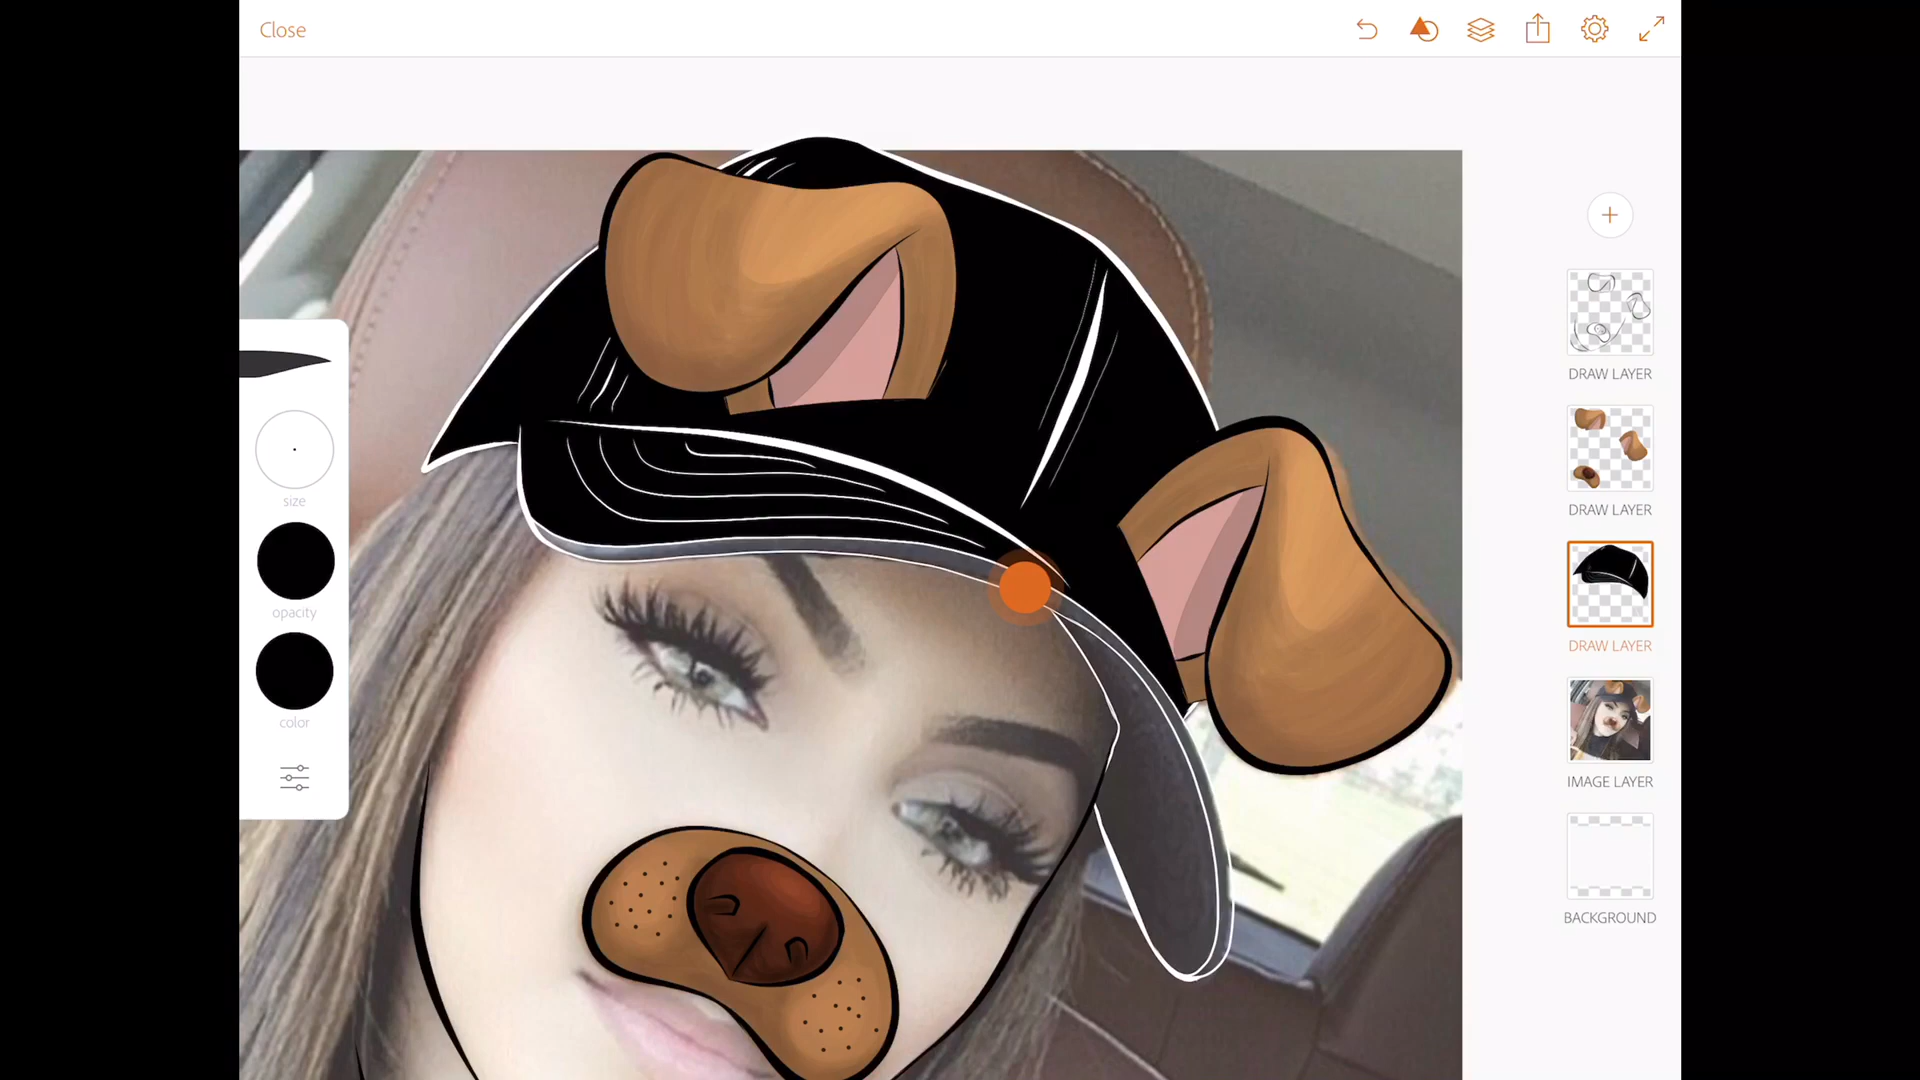 Close
size
opacity
color
DRAW LAYER
DRAW LAYER
DRAW LAYER
IMAGE LAYER
BACKGROUND